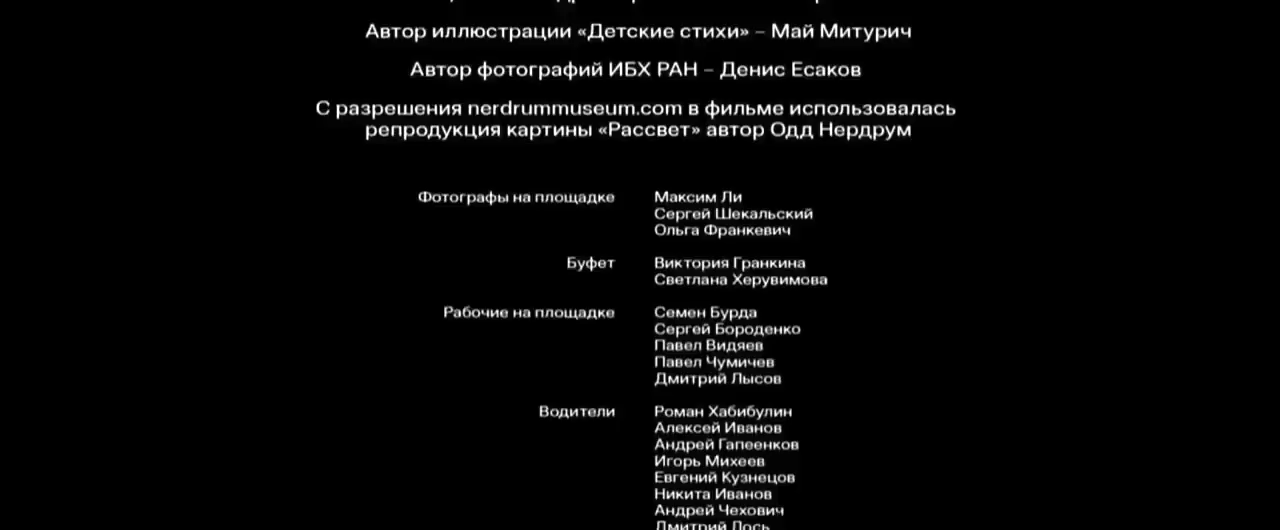 Автор иллюстрации «Детские стихи» – Май Митурич
Автор фотографий ИБХ РАН – Денис Есаков
С разрешения nerdrummuseum.com в фильме использовалась
репродукция картины «Рассвет» автор Одд Нердрум
Фотографы на площадке Максим Ли
Сергей Шекальский
Ольга Франкевич
Буфет Виктория Гранкина
Светлана Херувимова
Рабочие на площадке Семен Бурда
Сергей Бороденко
Павел Видяев
Павел Чумичев
Дмитрий Лысов
Водители Роман Хабибулин
Алексей Иванов
Андрей Гапеенков
Игорь Михеев
Евгений Кузнецов
Никита Иванов
Андрей Чехович
Дмитрий Лось